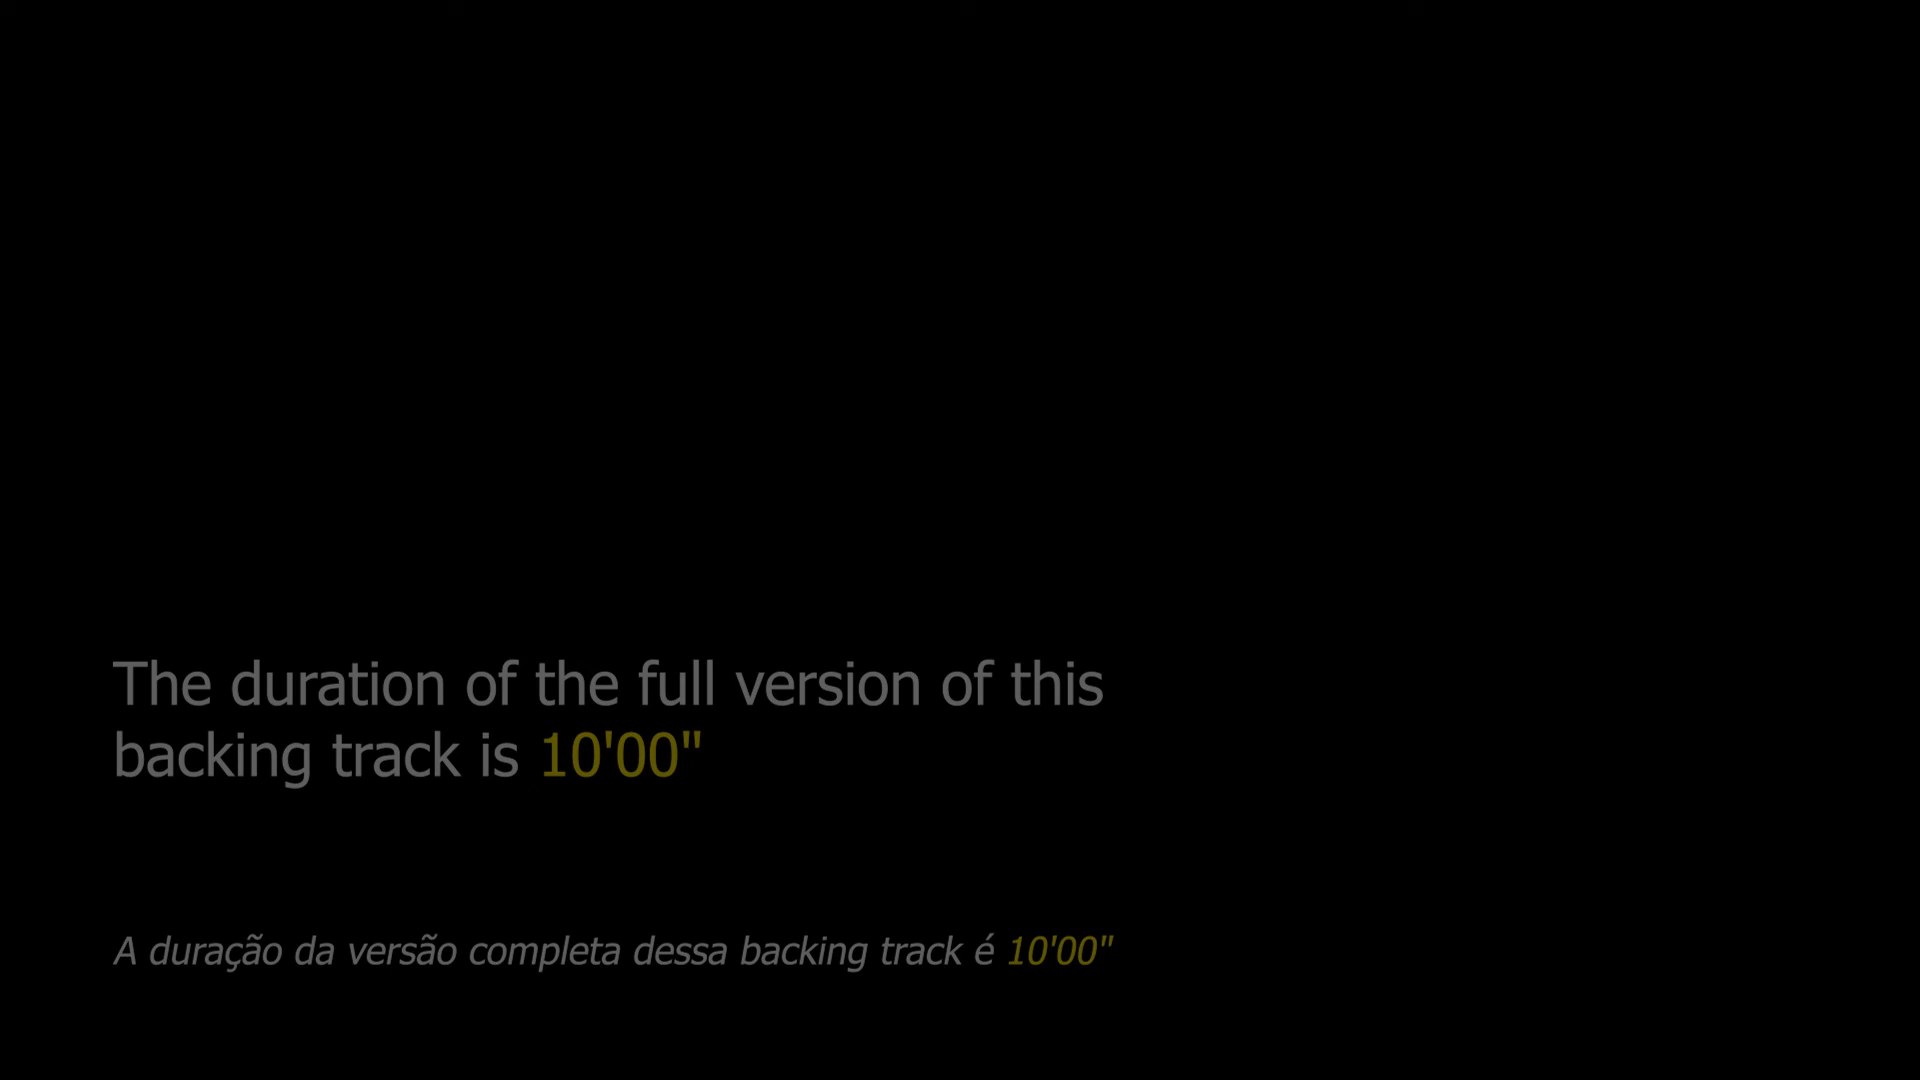 The duration of the full version of this
backing track is 10'00"
A duração da versão completa dessa backing track é 10'00"